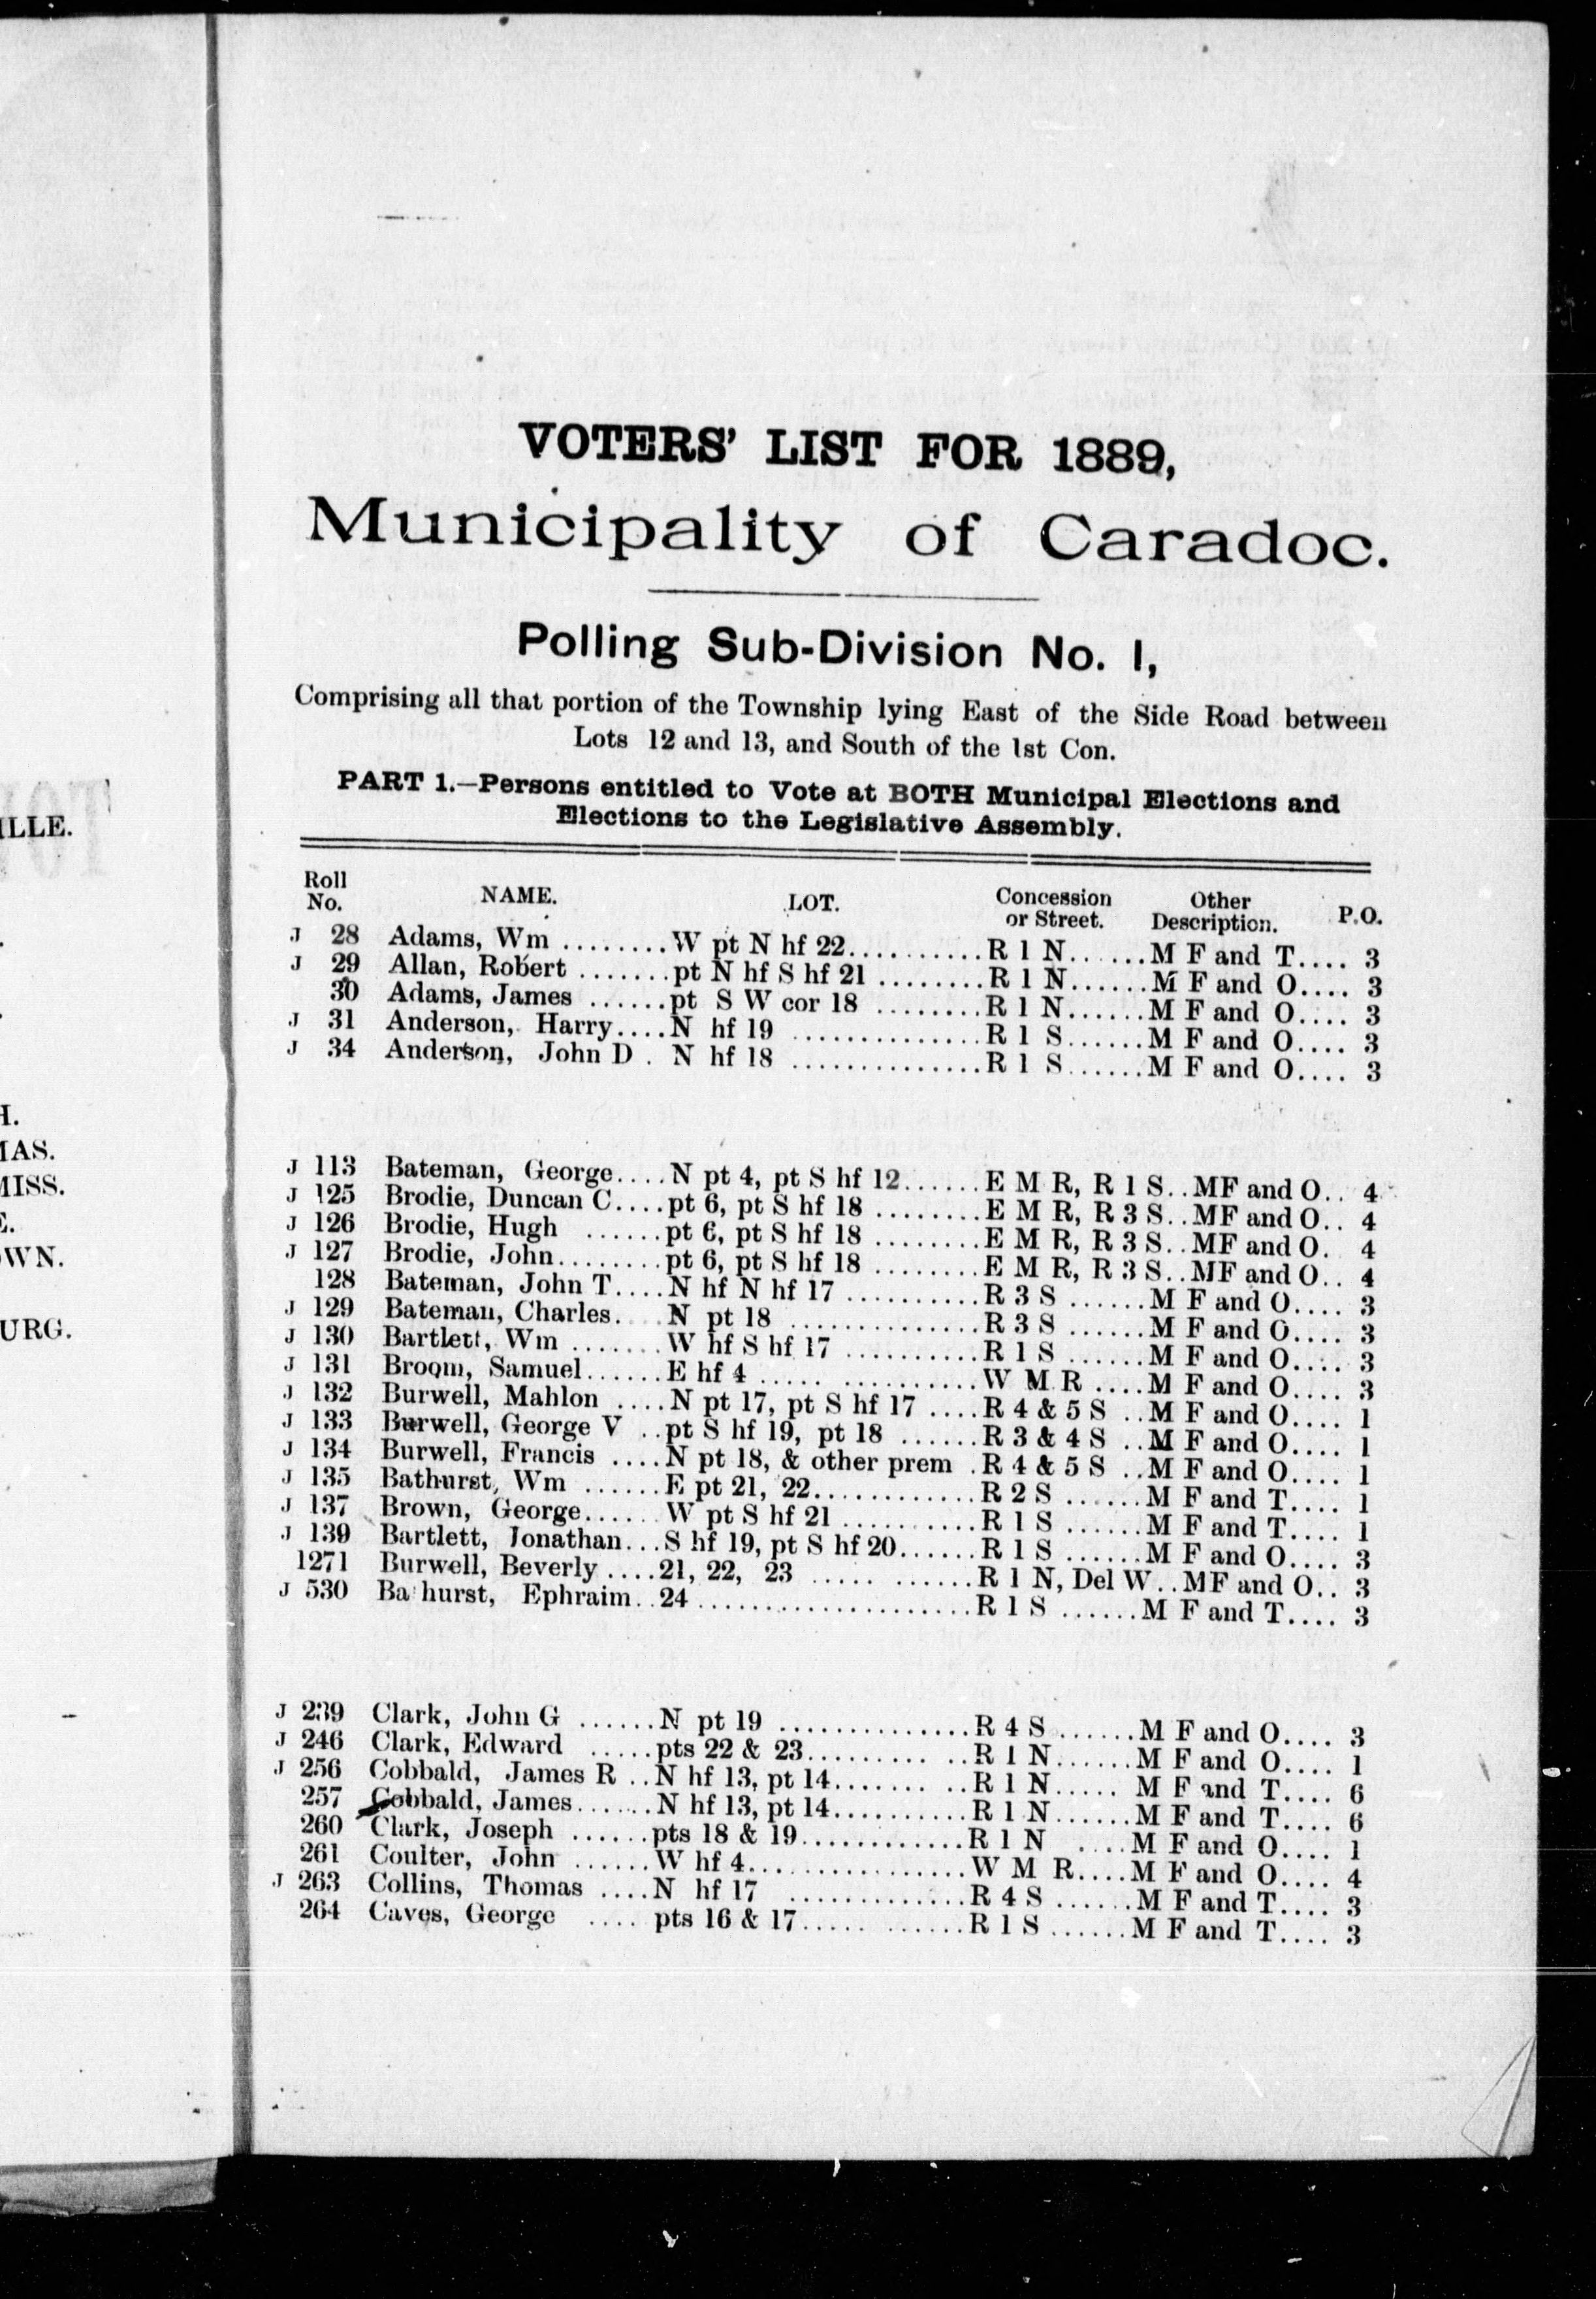 ILLE.
H.
MAS.
MISS.
E.
OWN.
URG.
VOTERS' LIST FOR 1889,
Municipality of Caradoc.
Polling Sub-Division No. 1,
Comprising all that portion of the Township lying East of the Side Road between
Lots 12 and 13, and South of the 1st Con.
PART 1.—Persons entitled to Vote at BOTH Municipal Elections and
Elections to the Legislative Assembly.
Roll No. NAME. LOT. Concession or Street. Other Description. P.O.
J 28 Adams, Wm ........W pt N hf 22..........R 1 N......M F and T.... 3
J 29 Allan, Robert .......pt N hf S hf 21 ........R 1 N......M F and O.... 3
30 Adams, James ......pt S W cor 18 ........R 1 N......M F and O.... 3
J 31 Anderson, Harry....N hf 19 ..............R 1 S......M F and O.... 3
J 34 Anderson, John D . N hf 18 ..............R 1 S......M F and O.... 3
J 113 Bateman, George....N pt 4, pt S hf 12......E M R, R 1 S..MF and O.. 4
J 125 Brodie, Duncan C....pt 6, pt S hf 18 ........E M R, R 3 S..MF and O.. 4
J 126 Brodie, Hugh ......pt 6, pt S hf 18 ........E M R, R 3 S..MF and O. 4
J 127 Brodie, John........pt 6, pt S hf 18 ........E M R, R 3 S..MF and O.. 4
128 Bateman, John T....N hf N hf 17 ..........R 3 S ......M F and O.... 3
J 129 Bateman, Charles.... N pt 18 ..............R 3 S ......M F and O.... 3
J 130 Bartlett, Wm .......W hf S hf 17 ..........R 1 S ......M F and O.... 3
J 131 Broom, Samuel......E hf 4 ..... ..........W M R ....M F and O.... 3
J 132 Burwell, Mahlon ....N pt 17, pt S hf 17 ....R 4 & 5 S ..M F and O.... 1
J 133 Burwell, George V ..pt S hf 19, pt 18 ......R 3 & 4 S ..M F and O.... 1
J 134 Burwell, Francis ....N pt 18, & other prem .R 4 & 5 S ..M F and O.... 1
J 135 Bathurst, Wm ......E pt 21, 22............R 2 S ......M F and T.... 1
J 137 Brown, George...... W pt S hf 21 ..........R 1 S ......M F and T.... 1
J 139 Bartlett, Jonathan...S hf 19, pt S hf 20......R 1 S ......M F and O.... 3
1271 Burwell, Beverly ....21, 22, 23 ..... ......R 1 N, Del W..MF and O.. 3
J 530 Ba hurst, Ephraim..24 .....................R 1 S ......M F and T.... 3
J 239 Clark, John G ......N pt 19 ..............R 4 S ......M F and O.... 3
J 246 Clark, Edward .....pts 22 & 23.......... ..R 1 N......M F and O.... 1
J 256 Cobbald, James R ..N hf 13, pt 14....... ..R 1 N..... M F and T.... 6
257 Cobbald, James......N hf 13, pt 14..........R 1 N......M F and T.... 6
260 Clark, Joseph ......pts 18 & 19............R 1 N ....M F and O.... 1
261 Coulter, John ......W hf 4................W M R....M F and O.... 4
J 263 Collins, Thomas ....N hf 17 .............R 4 S ......M F and T.... 3
264 Caves, George ....pts 16 & 17..... ......R 1 S ......M F and T.... 3